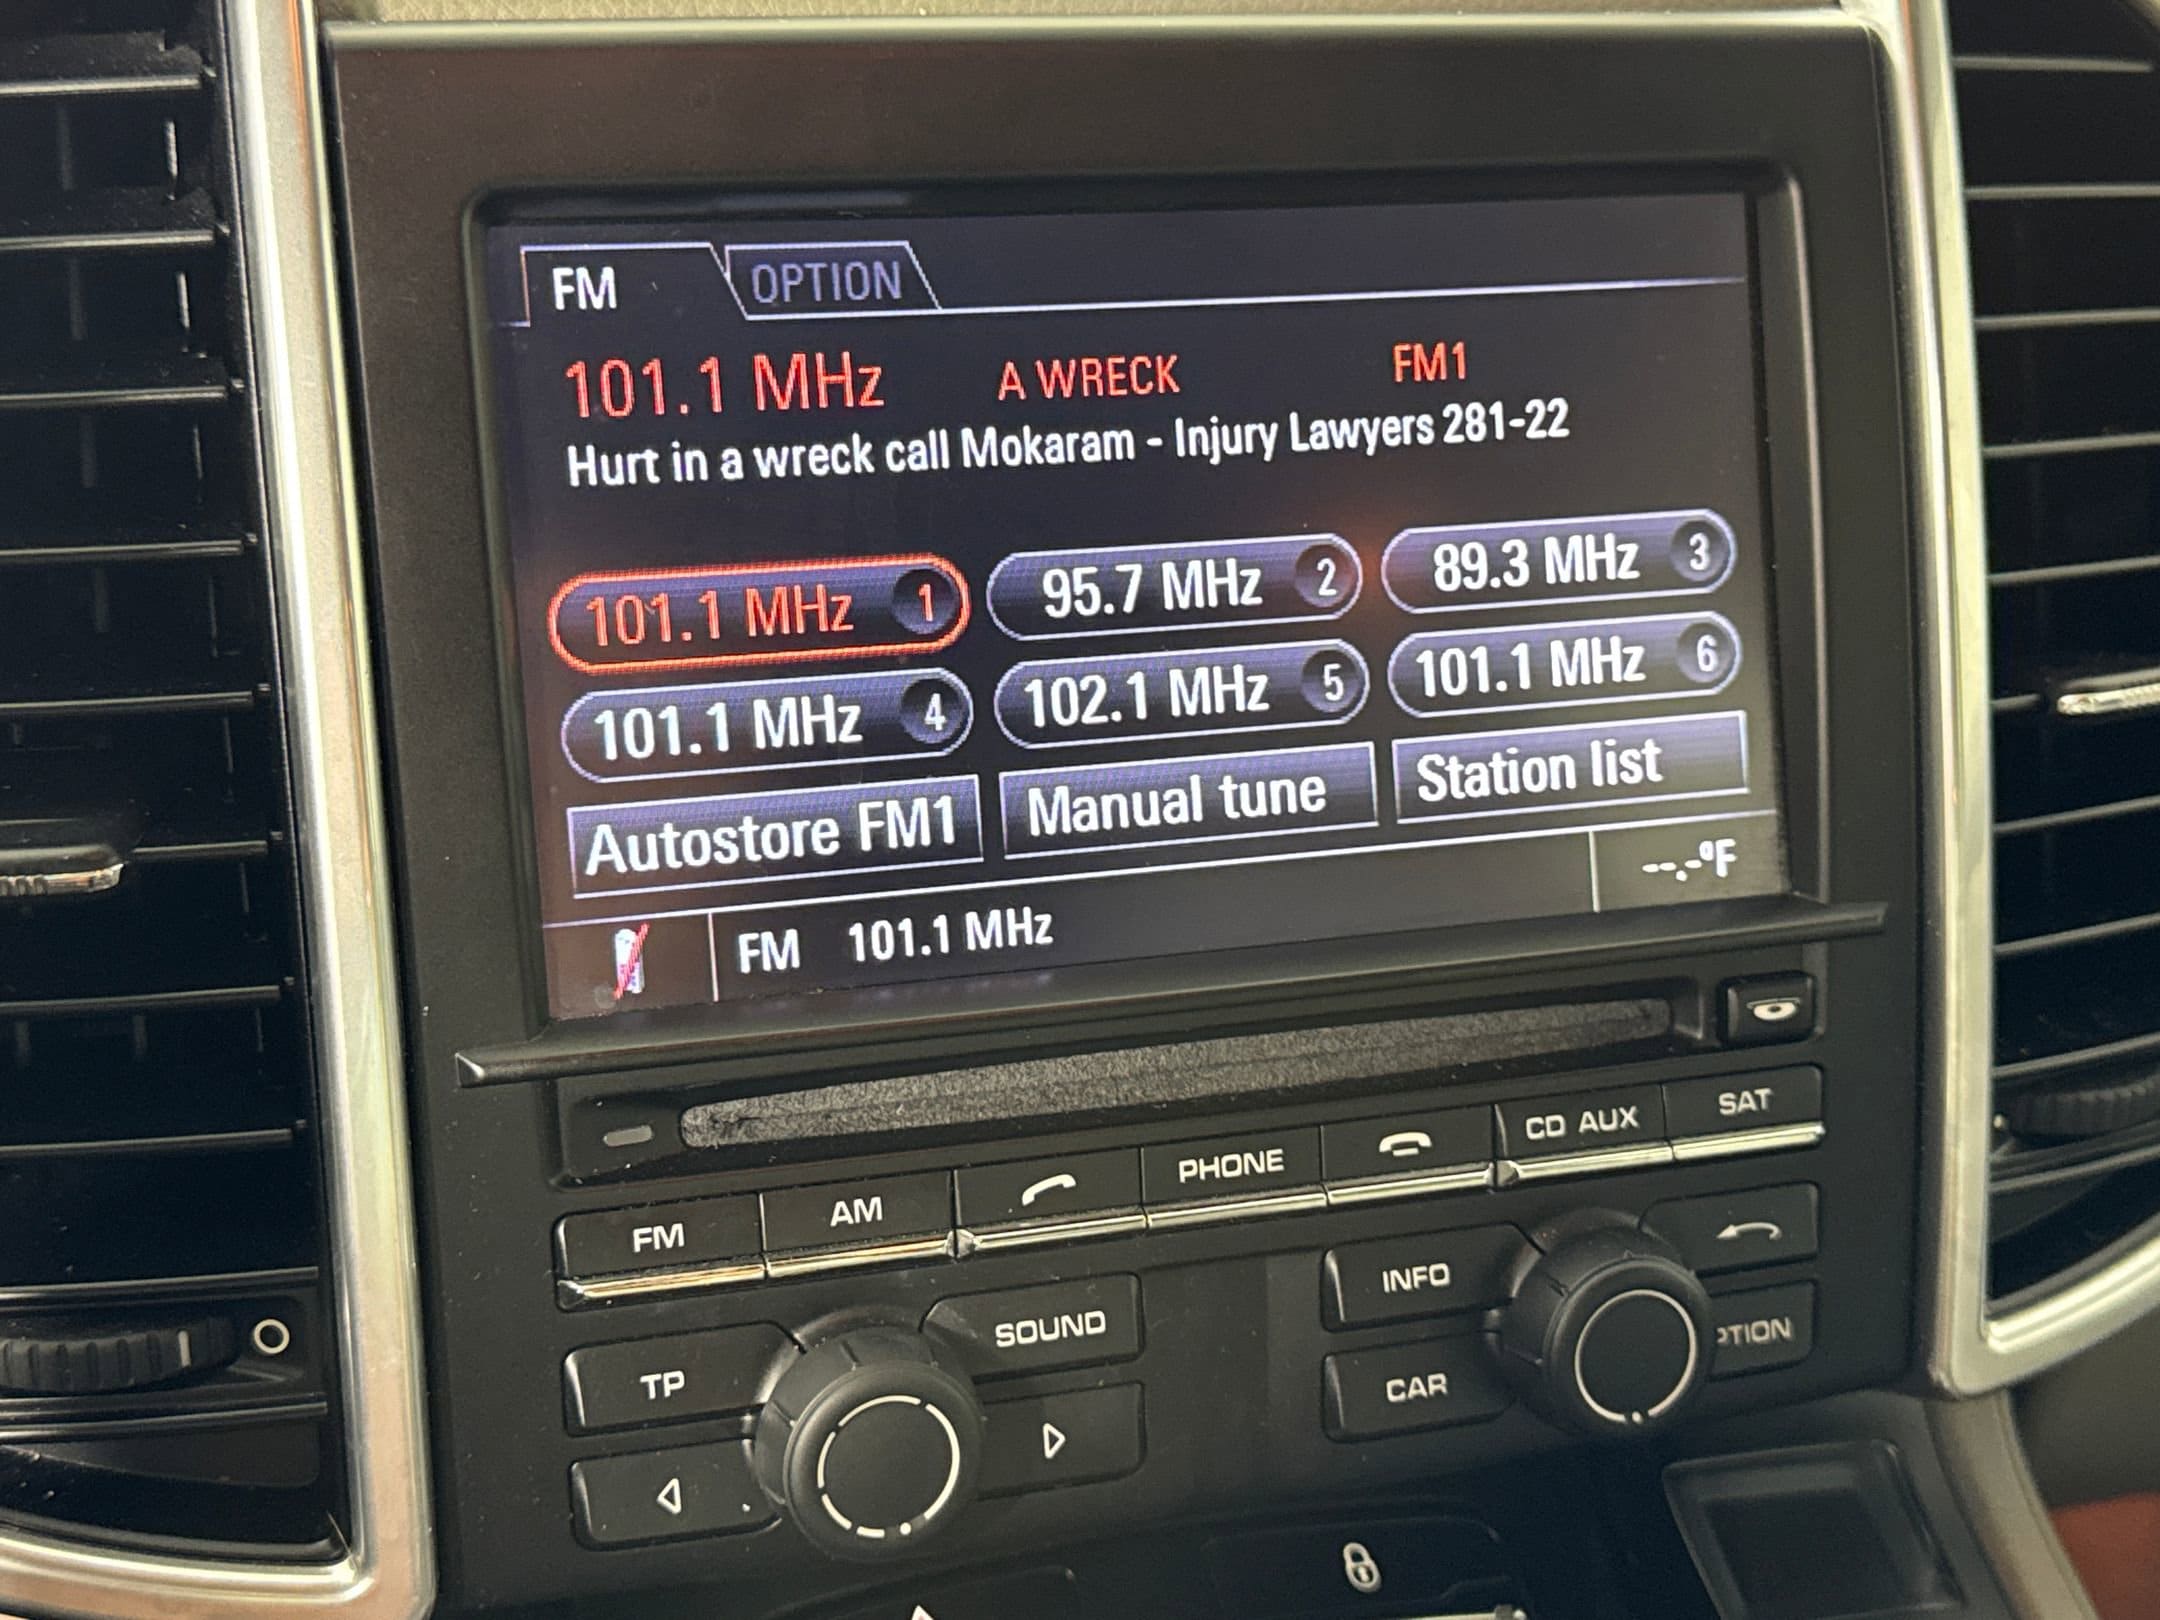 FM OPTION
101.1 MHz A WRECK FM1
Hurt in a wreck call Mokaram - Injury Lawyers 281-22
101.1 MHz 1 95.7 MHz 2 89.3 MHz 3
101.1 MHz 4 102.1 MHz 5 101.1 MHz 6
Autostore FM1 Manual tune Station list
--.-°F
FM 101.1 MHz
FM AM PHONE CD AUX SAT
TP SOUND INFO
CAR PTION